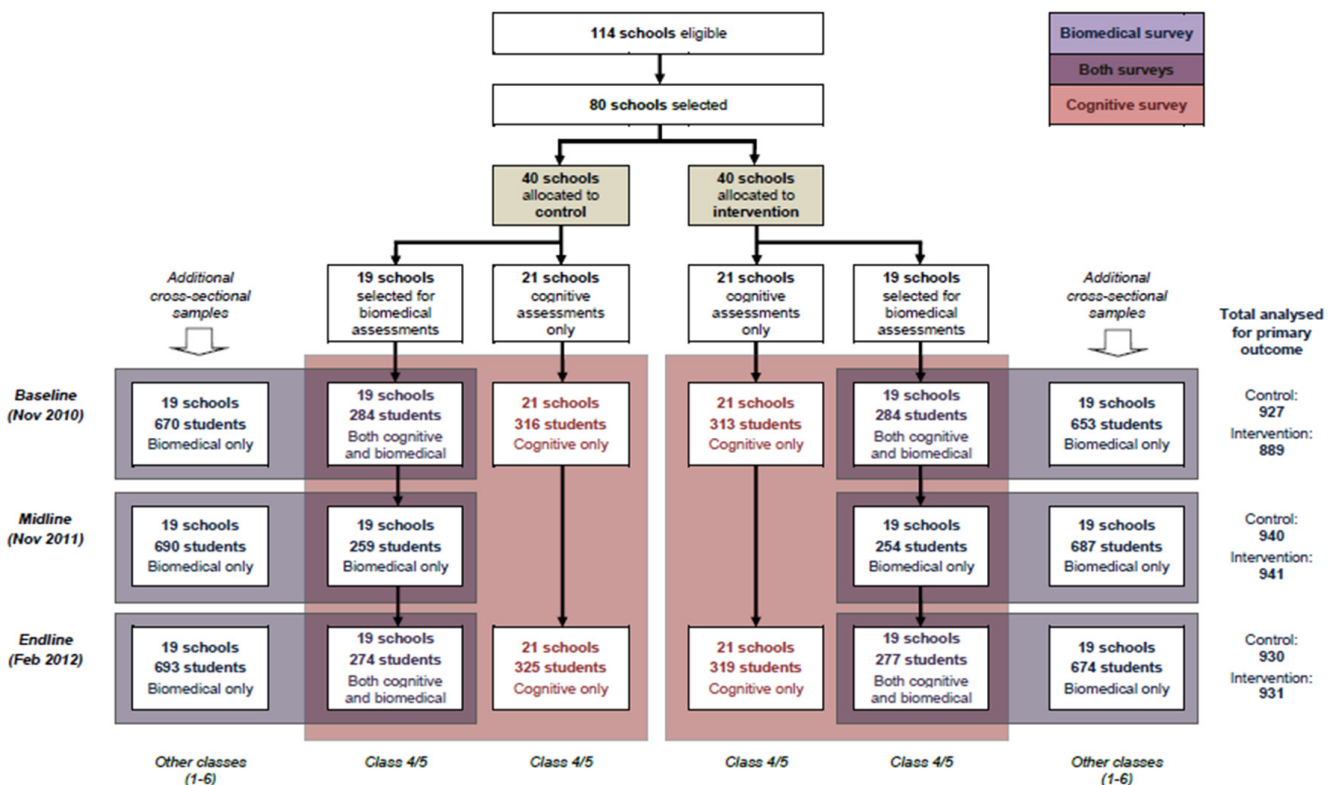 114 schools eligible
80 schools selected
Biomedical survey
Both surveys
Cognitive survey
40 schools
allocated to
control
40 schools
allocated to
intervention
Additional
cross-sectional
samples
19 schools
selected for
biomedical
assessments
21 schools
cognitive
assessments
only
21 schools
cognitive
assessments
only
19 schools
selected for
biomedical
assessments
Additional
cross-sectional
samples
Total analysed
for primary
outcome
Baseline
(Nov 2010)
19 schools
670 students
Biomedical only
19 schools
284 students
Both cognitive
and biomedical
21 schools
316 students
Cognitive only
21 schools
313 students
Cognitive only
19 schools
284 students
Both cognitive
and biomedical
19 schools
653 students
Biomedical only
Control:
927
Intervention:
889
Midline
(Nov 2011)
19 schools
690 students
Biomedical only
19 schools
259 students
Biomedical only
19 schools
254 students
Biomedical only
19 schools
687 students
Biomedical only
Control:
940
Intervention:
941
Endline
(Feb 2012)
19 schools
693 students
Biomedical only
19 schools
274 students
Both cognitive
and biomedical
21 schools
325 students
Cognitive only
21 schools
319 students
Cognitive only
19 schools
277 students
Both cognitive
and biomedical
19 schools
674 students
Biomedical only
Control:
930
Intervention:
931
Other classes
(1-6)
Class 4/5
Class 4/5
Class 4/5
Class 4/5
Other classes
(1-6)